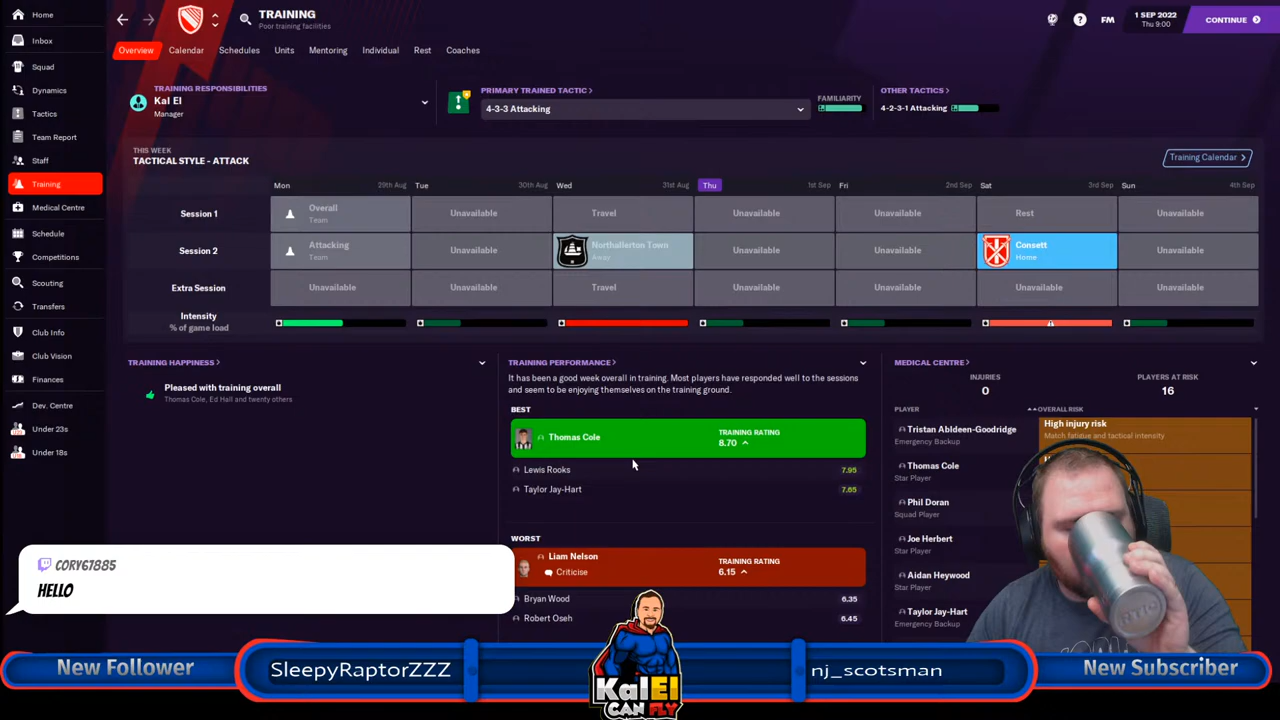 Home
Inbox
Squad
Dynamics
Tactics
Team Report
Staff
Training
Medical Centre
Schedule
Competitions
Scouting
Transfers
Club Info
Club Vision
Finances
Dev. Centre
Under 23s
Under 18s
TRAINING
Poor training facilities
FM
1 SEP 2022
Thu 9:00
CONTINUE
Overview Calendar Schedules Units Mentoring Individual Rest Coaches
TRAINING RESPONSIBILITIES
Kal El
Manager
PRIMARY TRAINED TACTIC >
4-3-3 Attacking
FAMILIARITY
OTHER TACTICS >
4-2-3-1 Attacking
THIS WEEK
TACTICAL STYLE - ATTACK
Training Calendar >
Mon 29th Aug Tue 30th Aug Wed 31st Aug Thu 1st Sep Fri 2nd Sep Sat 3rd Sep Sun 4th Sep
Session 1 Overall Unavailable Travel Unavailable Unavailable Rest Unavailable
Team
Session 2 Attacking Unavailable Northallerton Town Unavailable Unavailable Consett Unavailable
Team Away Home
Extra Session Unavailable Unavailable Travel Unavailable Unavailable Unavailable Unavailable
Intensity
% of game load
TRAINING HAPPINESS >
Pleased with training overall
Thomas Cole, Ed Hall and twenty others
TRAINING PERFORMANCE >
It has been a good week overall in training. Most players have responded well to the sessions
and seem to be enjoying themselves on the training ground.
BEST
Thomas Cole
TRAINING RATING
8.70
Lewis Rooks 7.95
Taylor Jay-Hart 7.65
WORST
Liam Nelson
Criticise
TRAINING RATING
6.15
Bryan Wood 6.35
Robert Oseh 6.45
MEDICAL CENTRE >
INJURIES
0
PLAYERS AT RISK
16
PLAYER OVERALL RISK
Tristan Abldeen-Goodridge
Emergency Backup
High injury risk
Match fatigue and tactical intensity
Thomas Cole
Star Player
Phil Doran
Squad Player
Joe Herbert
Star Player
Aidan Heywood
Star Player
Taylor Jay-Hart
Emergency Backup
CORY67885
HELLO
New Follower
SleepyRaptorZZZ
KalEl
CAN FLY
nj_scotsman
New Subscriber